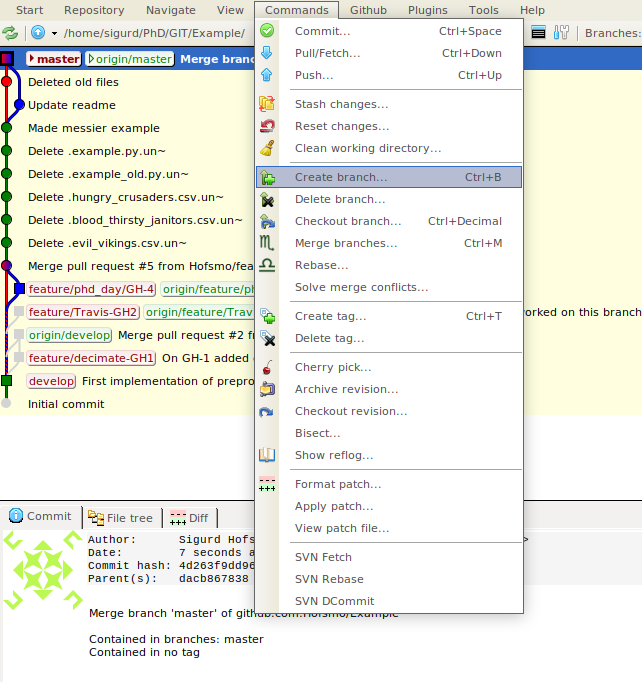 Start Repository Navigate View Commands Github Plugins Tools Help
/home/sigurd/PhD/GIT/Example/ Branches:
master origin/master Merge branc
Deleted old files
Update readme
Made messier example
Delete .example.py.un~
Delete .example_old.py.un~
Delete .hungry_crusaders.csv.un~
Delete .blood_thirsty_janitors.csv.un~
Delete .evil_vikings.csv.un~
Merge pull request #5 from Hofsmo/fea
feature/phd_day/GH-4 origin/feature/ph
feature/Travis-GH2 origin/feature/Trav orked on this branch
origin/develop Merge pull request #2 f
feature/decimate-GH1 On GH-1 added
develop First implementation of prepro
Initial commit
Commit... Ctrl+Space
Pull/Fetch... Ctrl+Down
Push... Ctrl+Up
Stash changes...
Reset changes...
Clean working directory...
Create branch... Ctrl+B
Delete branch...
Checkout branch... Ctrl+Decimal
Merge branches... Ctrl+M
Rebase...
Solve merge conflicts...
Create tag... Ctrl+T
Delete tag...
Cherry pick...
Archive revision...
Checkout revision...
Bisect...
Show reflog...
Format patch...
Apply patch...
View patch file...
SVN Fetch
SVN Rebase
SVN DCommit
Commit File tree Diff
Author: Sigurd Hofs >
Date: 7 seconds a
Commit hash: 4d263f9dd96
Parent(s): dacb867838
Merge branch 'master' of github.com:Hofsmo/Example
Contained in branches: master
Contained in no tag